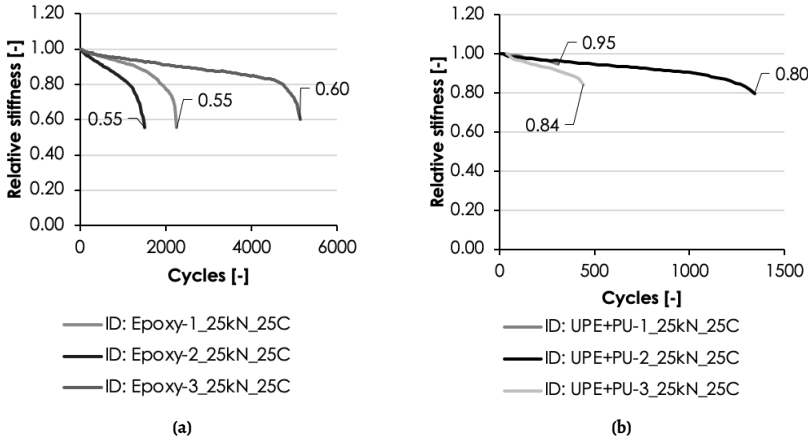 1.20
1.00
0.80
0.60
0.40
0.20
0.00
Relative stiffness [-]
0.55
0.55
0.60
0
2000
4000
6000
Cycles [-]
ID: Epoxy-1_25kN_25C
ID: Epoxy-2_25kN_25C
ID: Epoxy-3_25kN_25C
(a)
1.20
1.00
0.80
0.60
0.40
0.20
0.00
Relative stifness [-]
0.95
0.84
0.80
0
500
1000
1500
Cycles [-]
ID: UPE+PU-1_25kN_25C
ID: UPE+PU-2_25kN_25C
ID: UPE+PU-3_25kN_25C
(b)